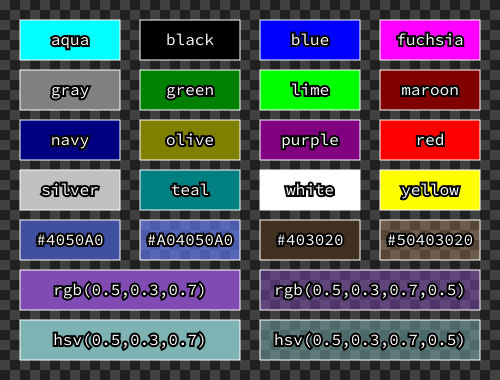 aqua black blue fuchsia
gray green lime maroon
navy olive purple red
silver teal white yellow
#4050A0 #A04050A0 #403020 #50403020
rgb(0.5,0.3,0.7) rgb(0.5,0.3,0.7,0.5)
hsv(0.5,0.3,0.7) hsv(0.5,0.3,0.7,0.5)